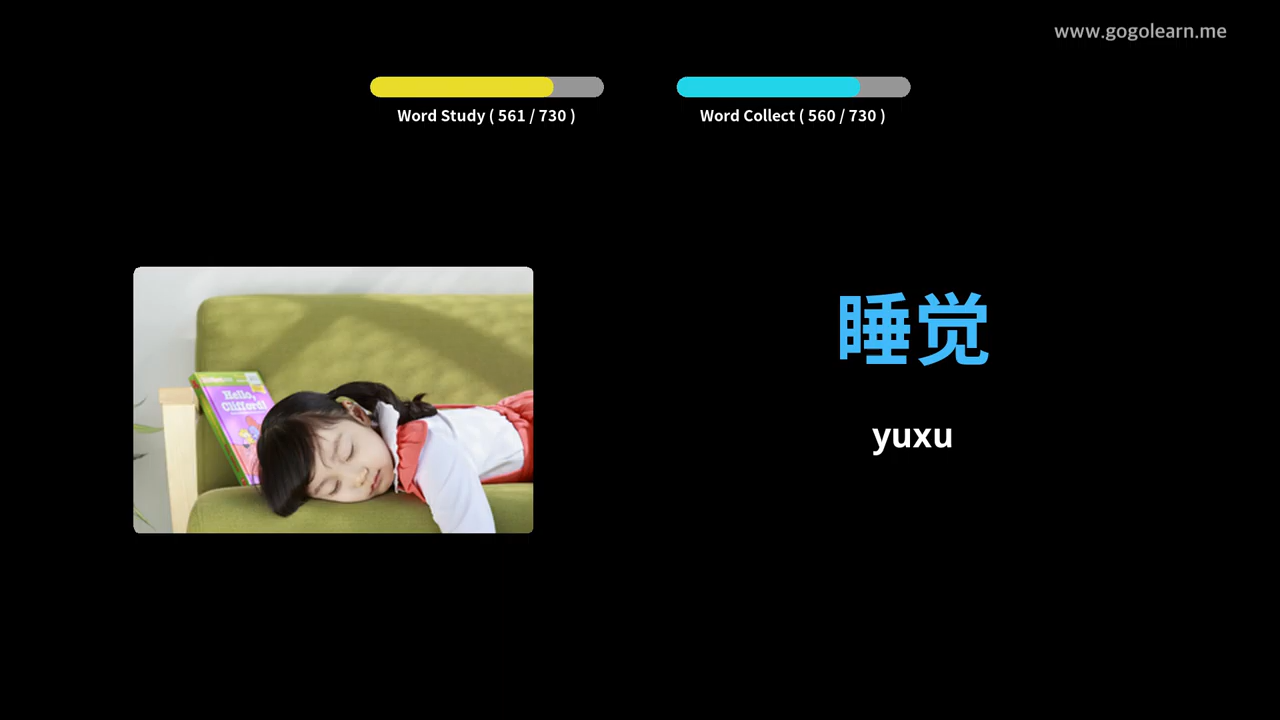 www.gogolearn.me
Word Study ( 561 / 730 )
Word Collect ( 560 / 730 )
Hello,
Clifford!
睡觉
yuxu